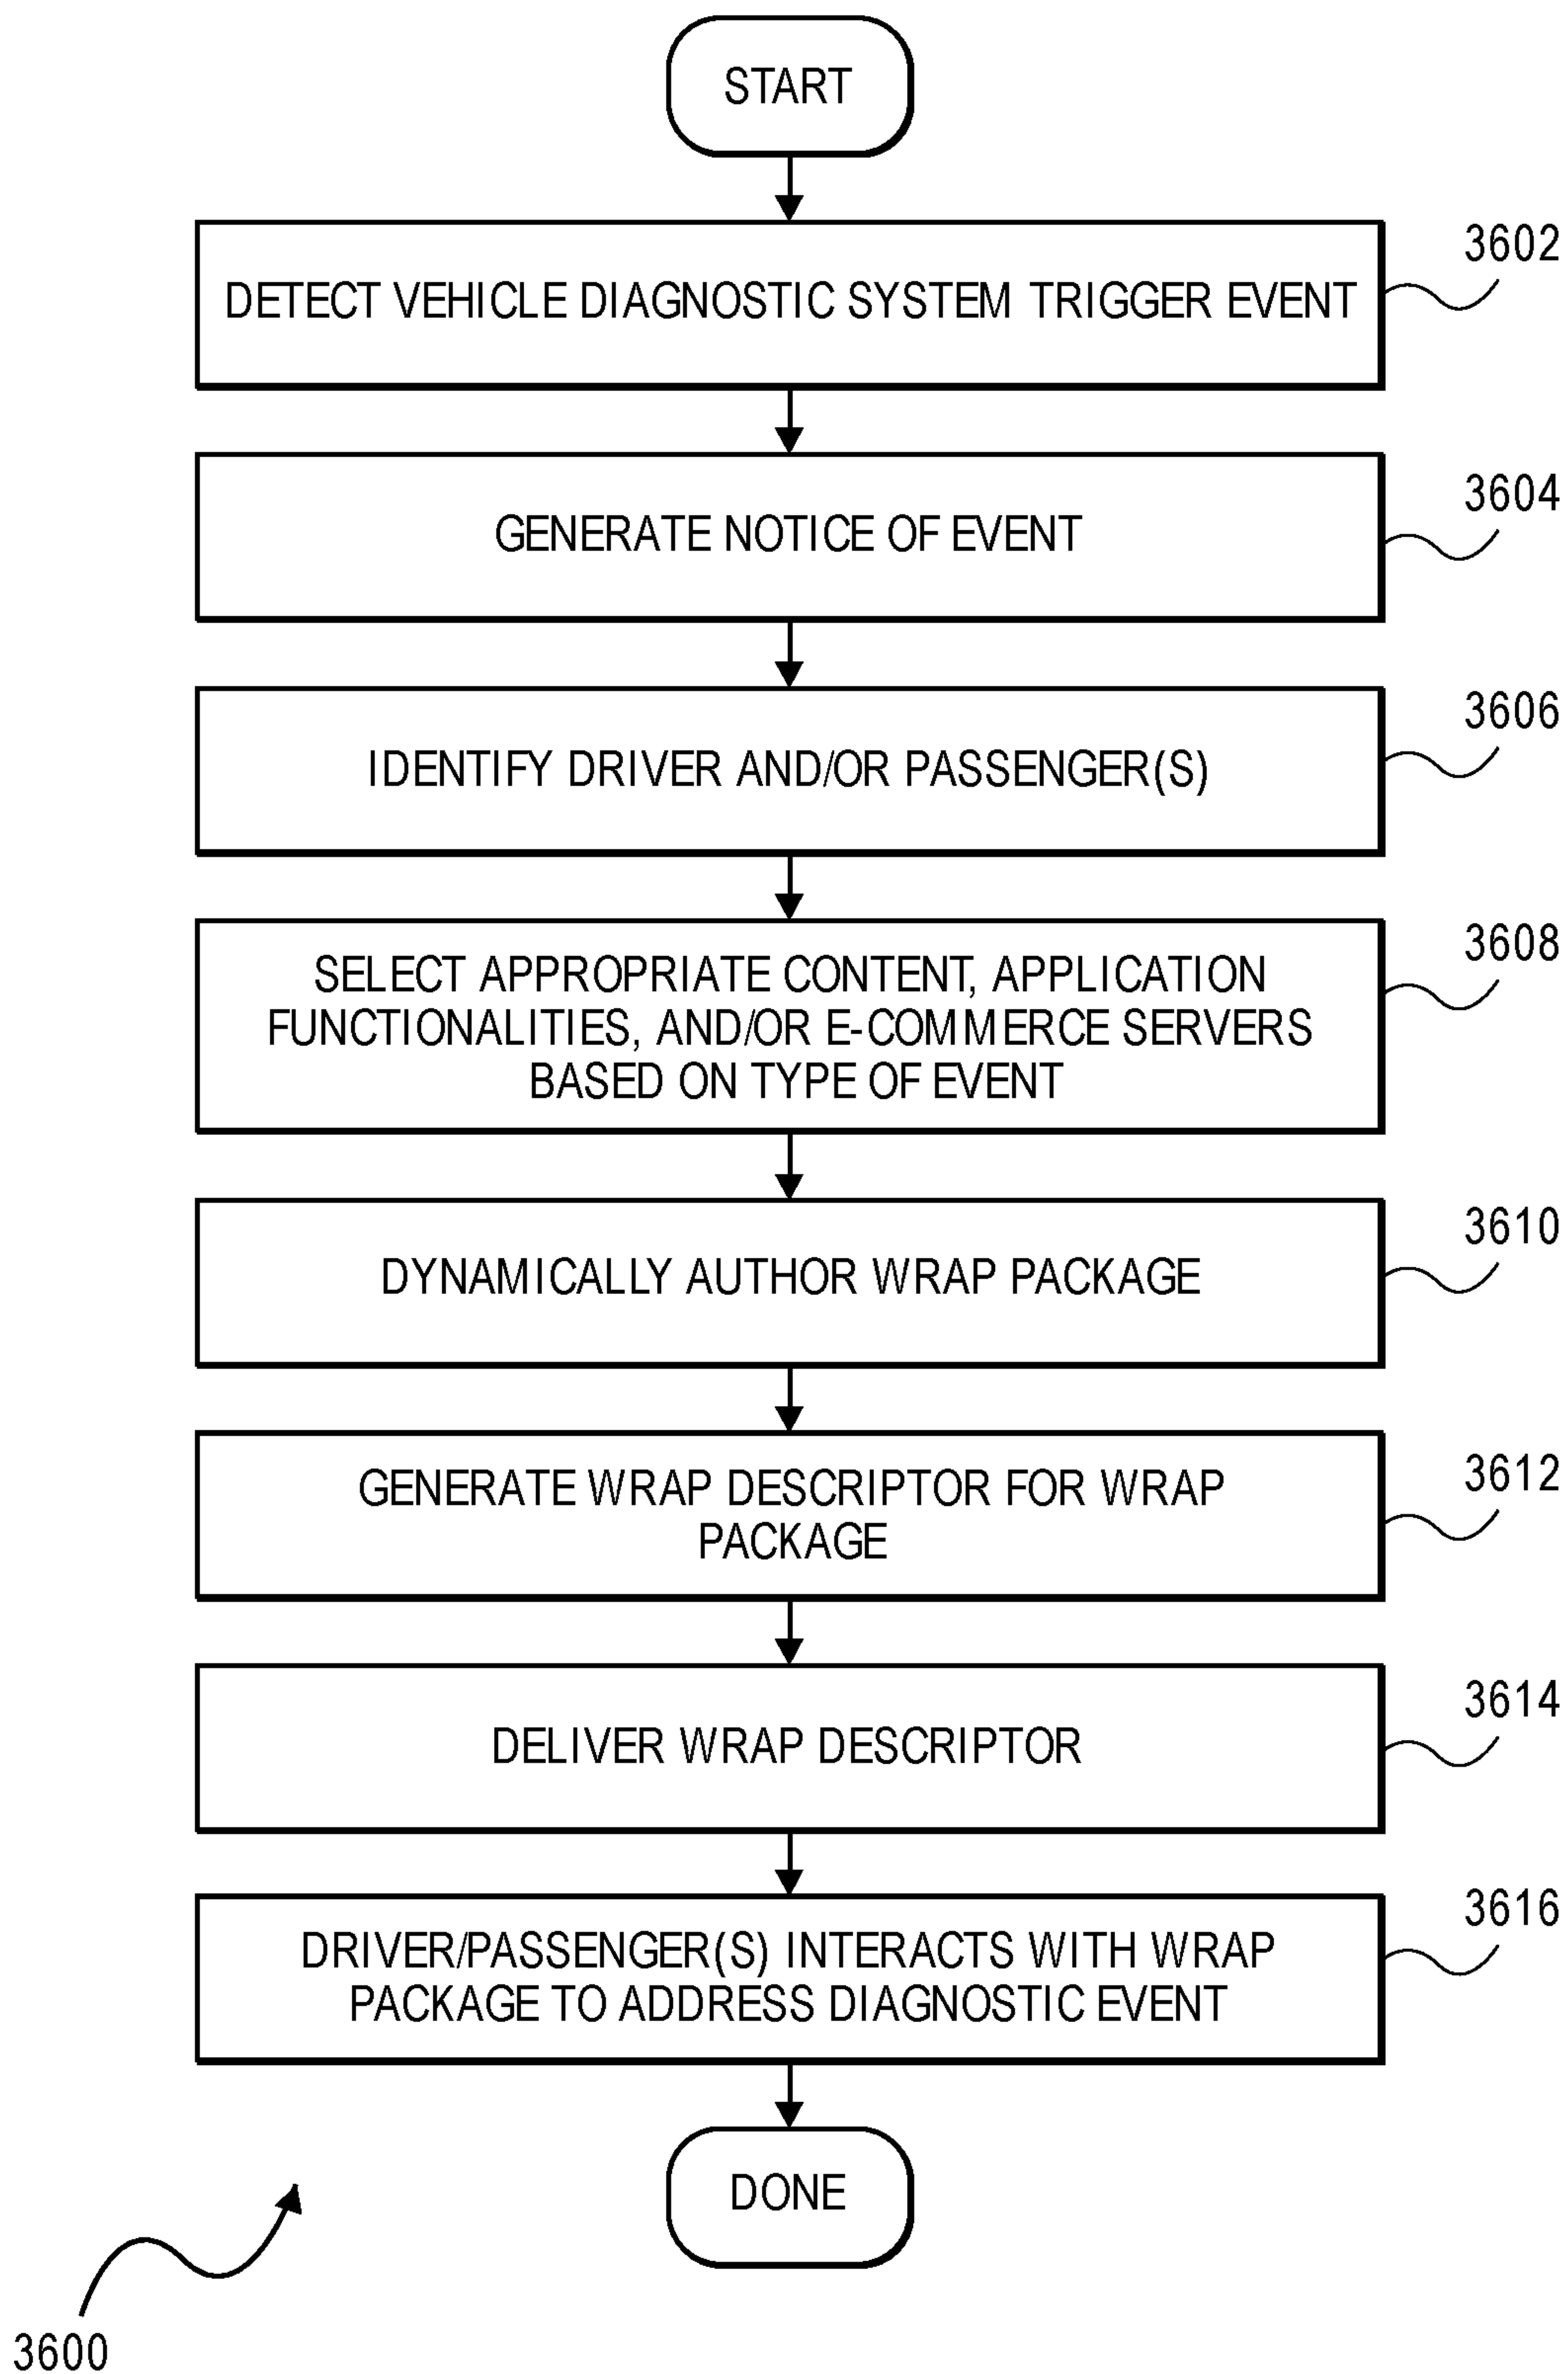 START
3602
DETECT VEHICLE DIAGNOSTIC SYSTEM TRIGGER EVENT
3604
GENERATE NOTICE OF EVENT
3606
IDENTIFY DRIVER AND/OR PASSENGER(S)
3608
SELECT APPROPRIATE CONTENT, APPLICATION
FUNCTIONALITIES, AND/OR E-COMMERCE SERVERS
BASED ON TYPE OF EVENT
3610
DYNAMICALLY AUTHOR WRAP PACKAGE
3612
GENERATE WRAP DESCRIPTOR FOR WRAP
PACKAGE
3614
DELIVER WRAP DESCRIPTOR
3616
DRIVER/PASSENGER(S) INTERACTS WITH WRAP
PACKAGE TO ADDRESS DIAGNOSTIC EVENT
DONE
3600